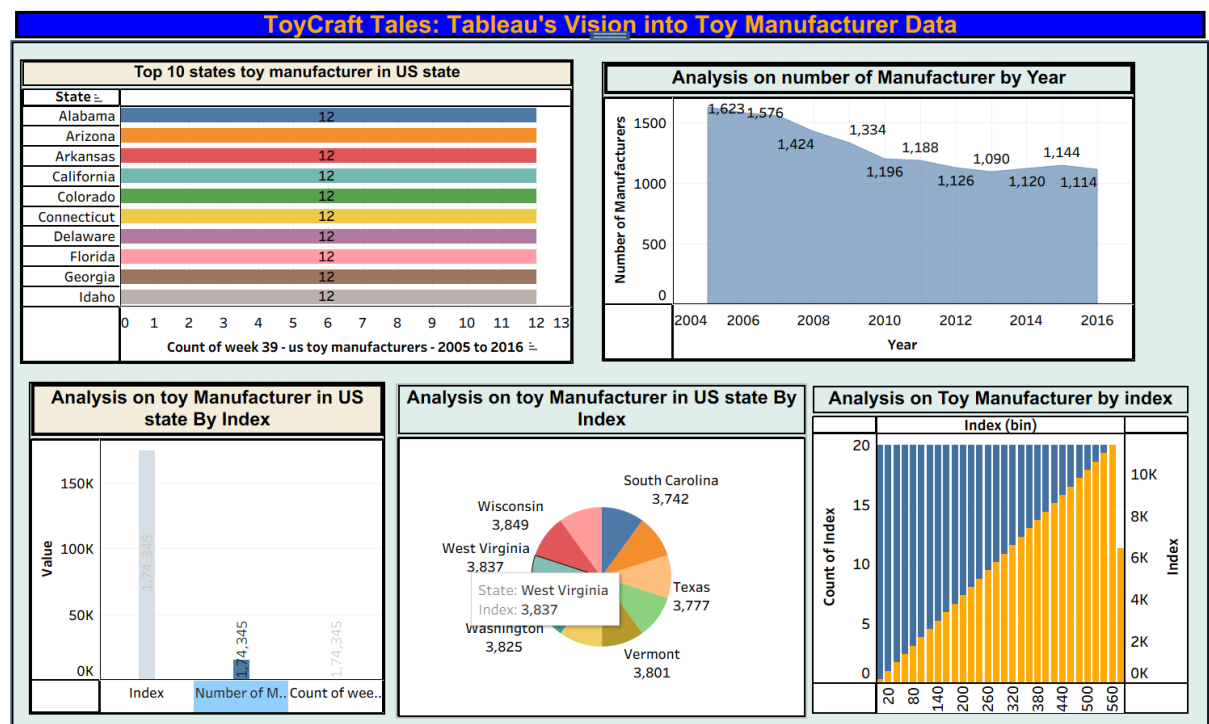 ToyCraft Tales: Tableau's Vision into Toy Manufacturer Data
Top 10 states toy manufacturer in US state
State
Alabama 12
Arizona
Arkansas 12
California 12
Colorado 12
Connecticut 12
Delaware 12
Florida 12
Georgia 12
Idaho 12
0 1 2 3 4 5 6 7 8 9 10 11 12 13
Count of week 39 - us toy manufacturers - 2005 to 2016
Analysis on number of Manufacturer by Year
Number of Manufacturers
1500
1000
500
0
1,623
1,576
1,424
1,334
1,196
1,188
1,126
1,090
1,120
1,144
1,114
2004 2006 2008 2010 2012 2014 2016
Year
Analysis on toy Manufacturer in US
state By Index
Value
150K
100K
50K
0K
1,74,345
1,74,345
1,74,345
Index Number of M.. Count of wee..
Analysis on toy Manufacturer in US state By
Index
South Carolina
3,742
Wisconsin
3,849
West Virginia
3,837
Texas
3,777
State: West Virginia
Index: 3,837
Washington
3,825
Vermont
3,801
Analysis on Toy Manufacturer by index
Index (bin)
Count of Index
20
15
10
5
0
10K
8K
6K
4K
2K
0K
Index
20 80 140 200 260 320 380 440 500 560